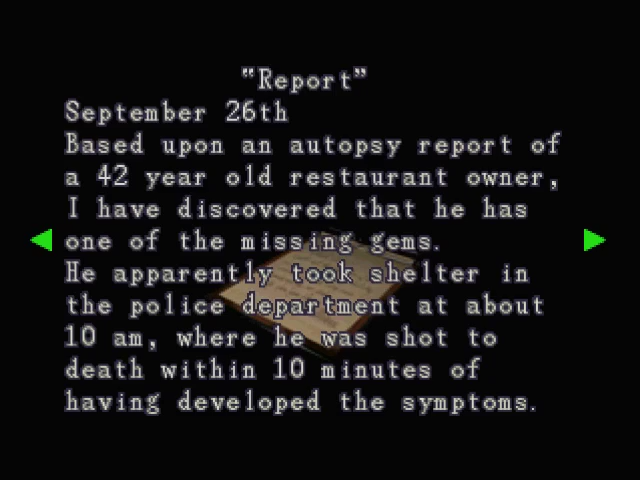 "Report"
September 26th
Based upon an autopsy report of
a 42 year old restaurant owner,
I have discovered that he has
one of the missing gems.
He apparently took shelter in
the police department at about
10 am, where he was shot to
death within 10 minutes of
having developed the symptoms.